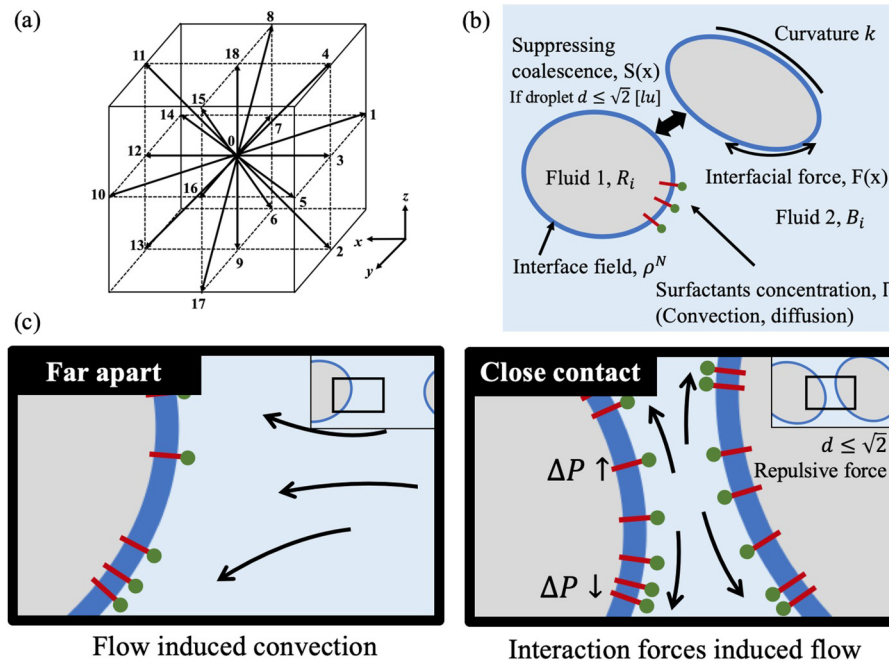 (a)
8
11
18
4
15
1
14
0
7
12
3
10
16
5
6
13
9
2
17
z
x
y
(b)
Curvature k
Suppressing
coalescence, S(x)
If droplet d ≤ √2 [lu]
Fluid 1, R_i
Interfacial force, F(x)
Fluid 2, B_i
Interface field, ρ^N
Surfactants concentration, Γ
(Convection, diffusion)
(c)
Far apart
Flow induced convection
Close contact
d ≤ √2
Repulsive force
ΔP ↑
ΔP ↓
Interaction forces induced flow